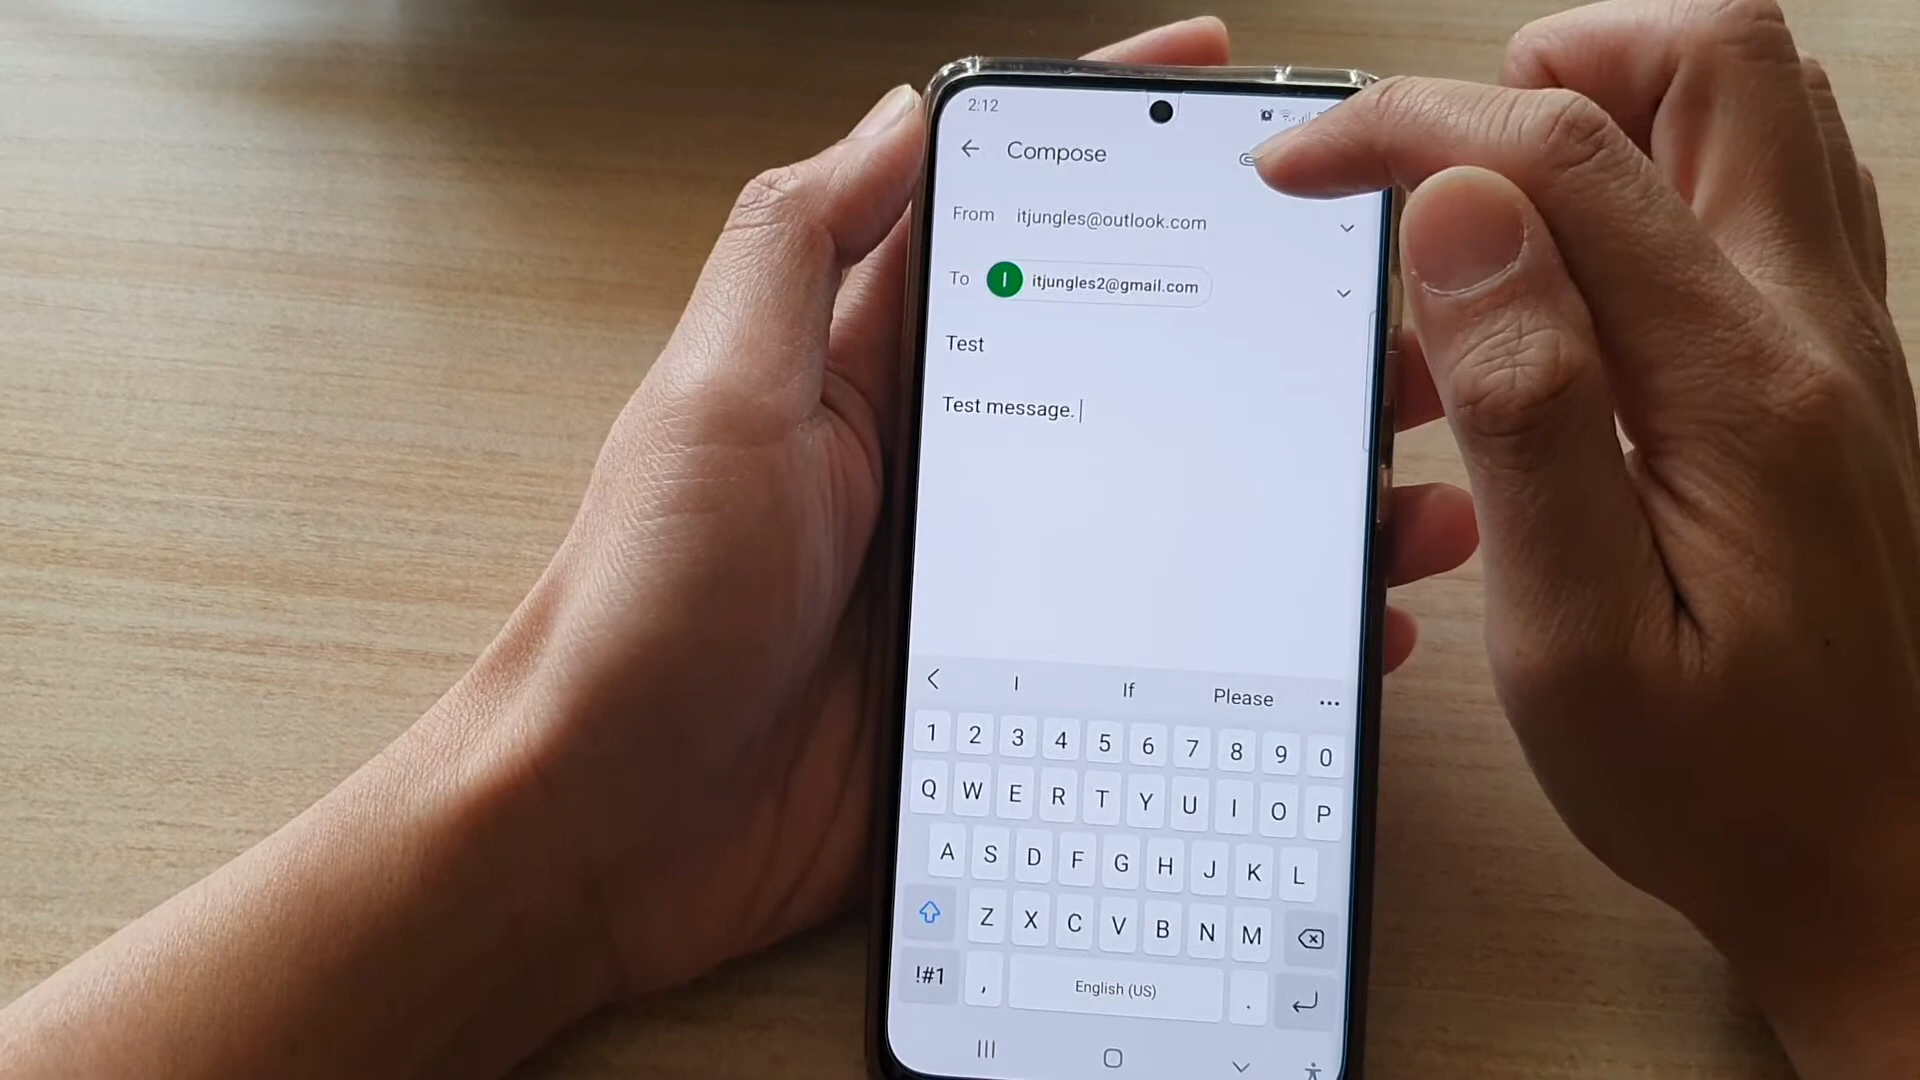 2:12
Compose
From itjungles@outlook.com
To I itjungles2@gmail.com
Test
Test message.
I If Please
1 2 3 4 5 6 7 8 9 0
Q W E R T Y U I O P
A S D F G H J K L
Z X C V B N M
!#1 , English (US) .